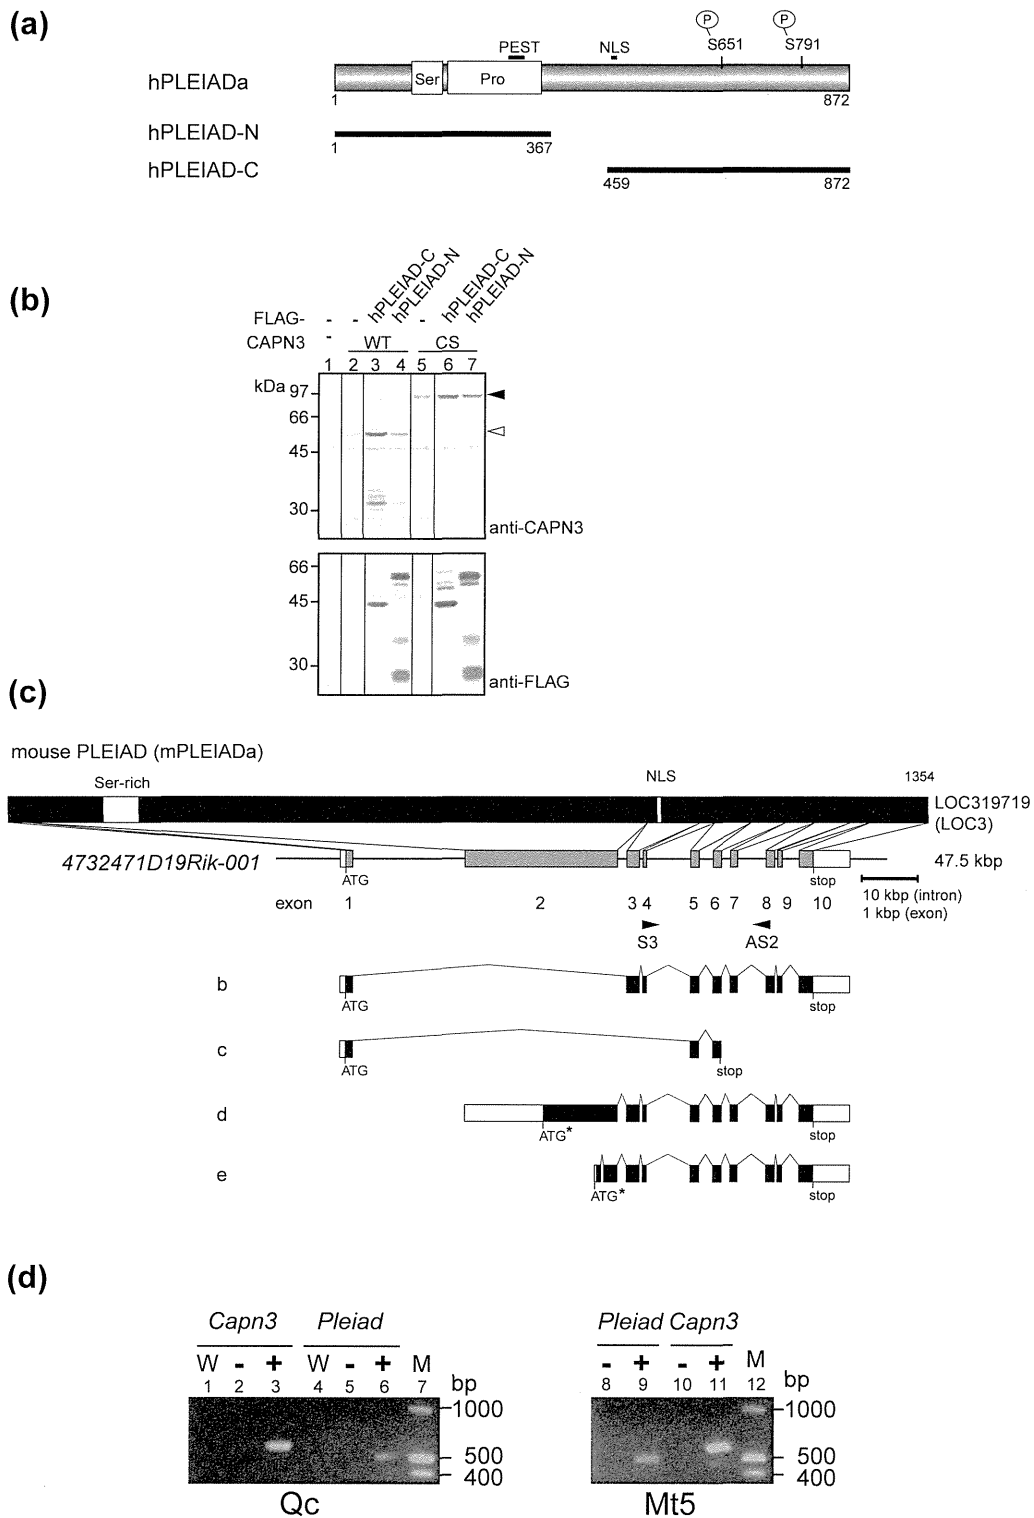 (a)
P P
PEST NLS S651 S791
hPLEIADa Ser Pro
1 872
hPLEIAD-N
1 367
hPLEIAD-C
459 872
(b)
hPLEIAD-C hPLEIAD-N hPLEIAD-C hPLEIAD-N
FLAG- - - -
CAPN3 - WT CS
1 2 3 4 5 6 7
kDa 97
66
45
30
anti-CAPN3
66
45
30
anti-FLAG
(c)
mouse PLEIAD (mPLEIADa)
Ser-rich NLS 1354
LOC319719
(LOC3)
4732471D19Rik-001 47.5 kbp
ATG stop
10 kbp (intron)
1 kbp (exon)
exon 1 2 3 4 5 6 7 8 9 10
S3 AS2
b
ATG stop
c
ATG stop
d
ATG* stop
e
ATG* stop
(d)
Capn3 Pleiad Pleiad Capn3
W - + W - + M - + - + M
1 2 3 4 5 6 7 bp 8 9 10 11 12 bp
1000 1000
500 500
400 400
Qc Mt5